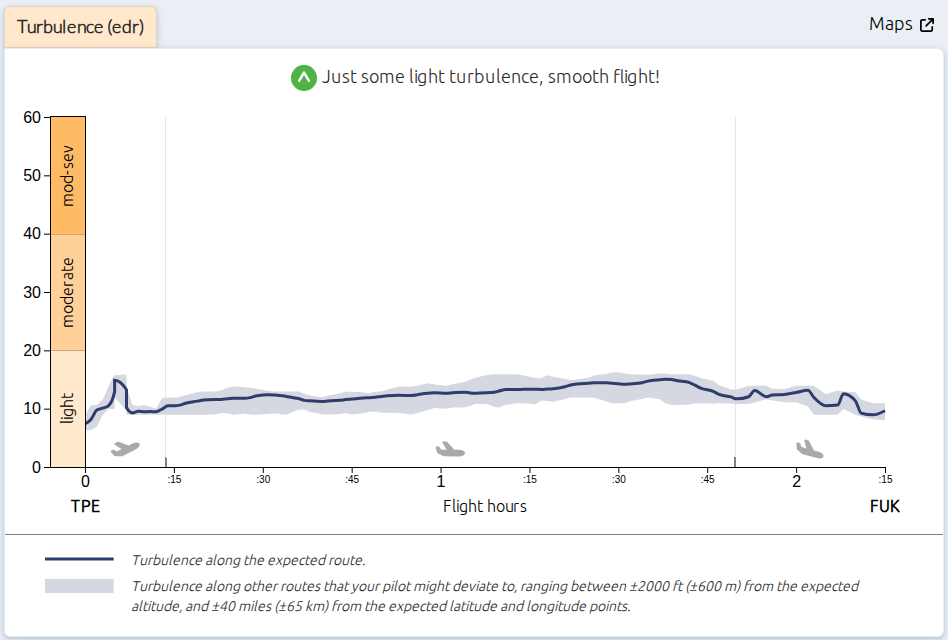 Turbulence (edr)
Maps
Just some light turbulence, smooth flight!
60
50
40
30
20
10
0
mod-sev
moderate
light
0
:15
:30
:45
1
:15
:30
:45
2
:15
TPE
Flight hours
FUK
Turbulence along the expected route.
Turbulence along other routes that your pilot might deviate to, ranging between ±2000 ft (±600 m) from the expected
altitude, and ±40 miles (±65 km) from the expected latitude and longitude points.